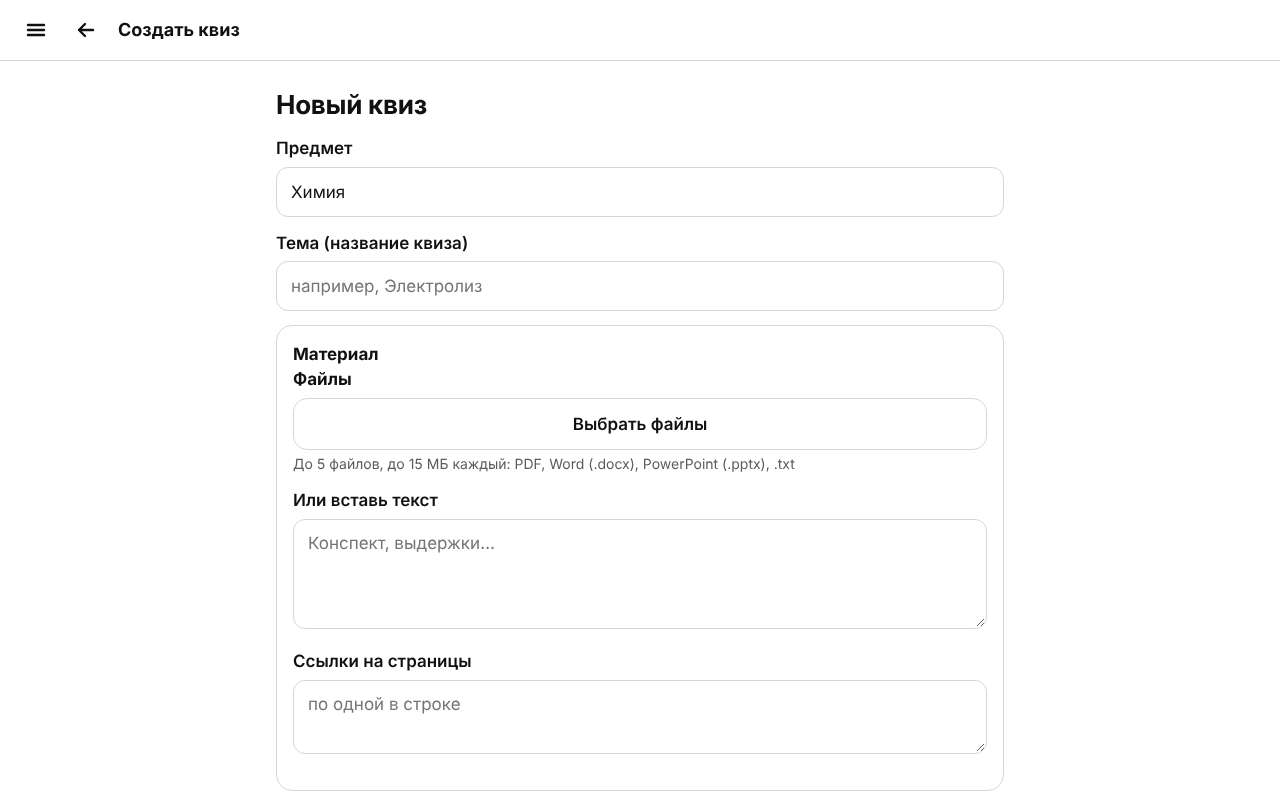 Создать квиз
Новый квиз
Предмет
Химия
Тема (название квиза)
например, Электролиз
Материал
Файлы
Выбрать файлы
До 5 файлов, до 15 МБ каждый: PDF, Word (.docx), PowerPoint (.pptx), .txt
Или вставь текст
Конспект, выдержки...
Ссылки на страницы
по одной в строке